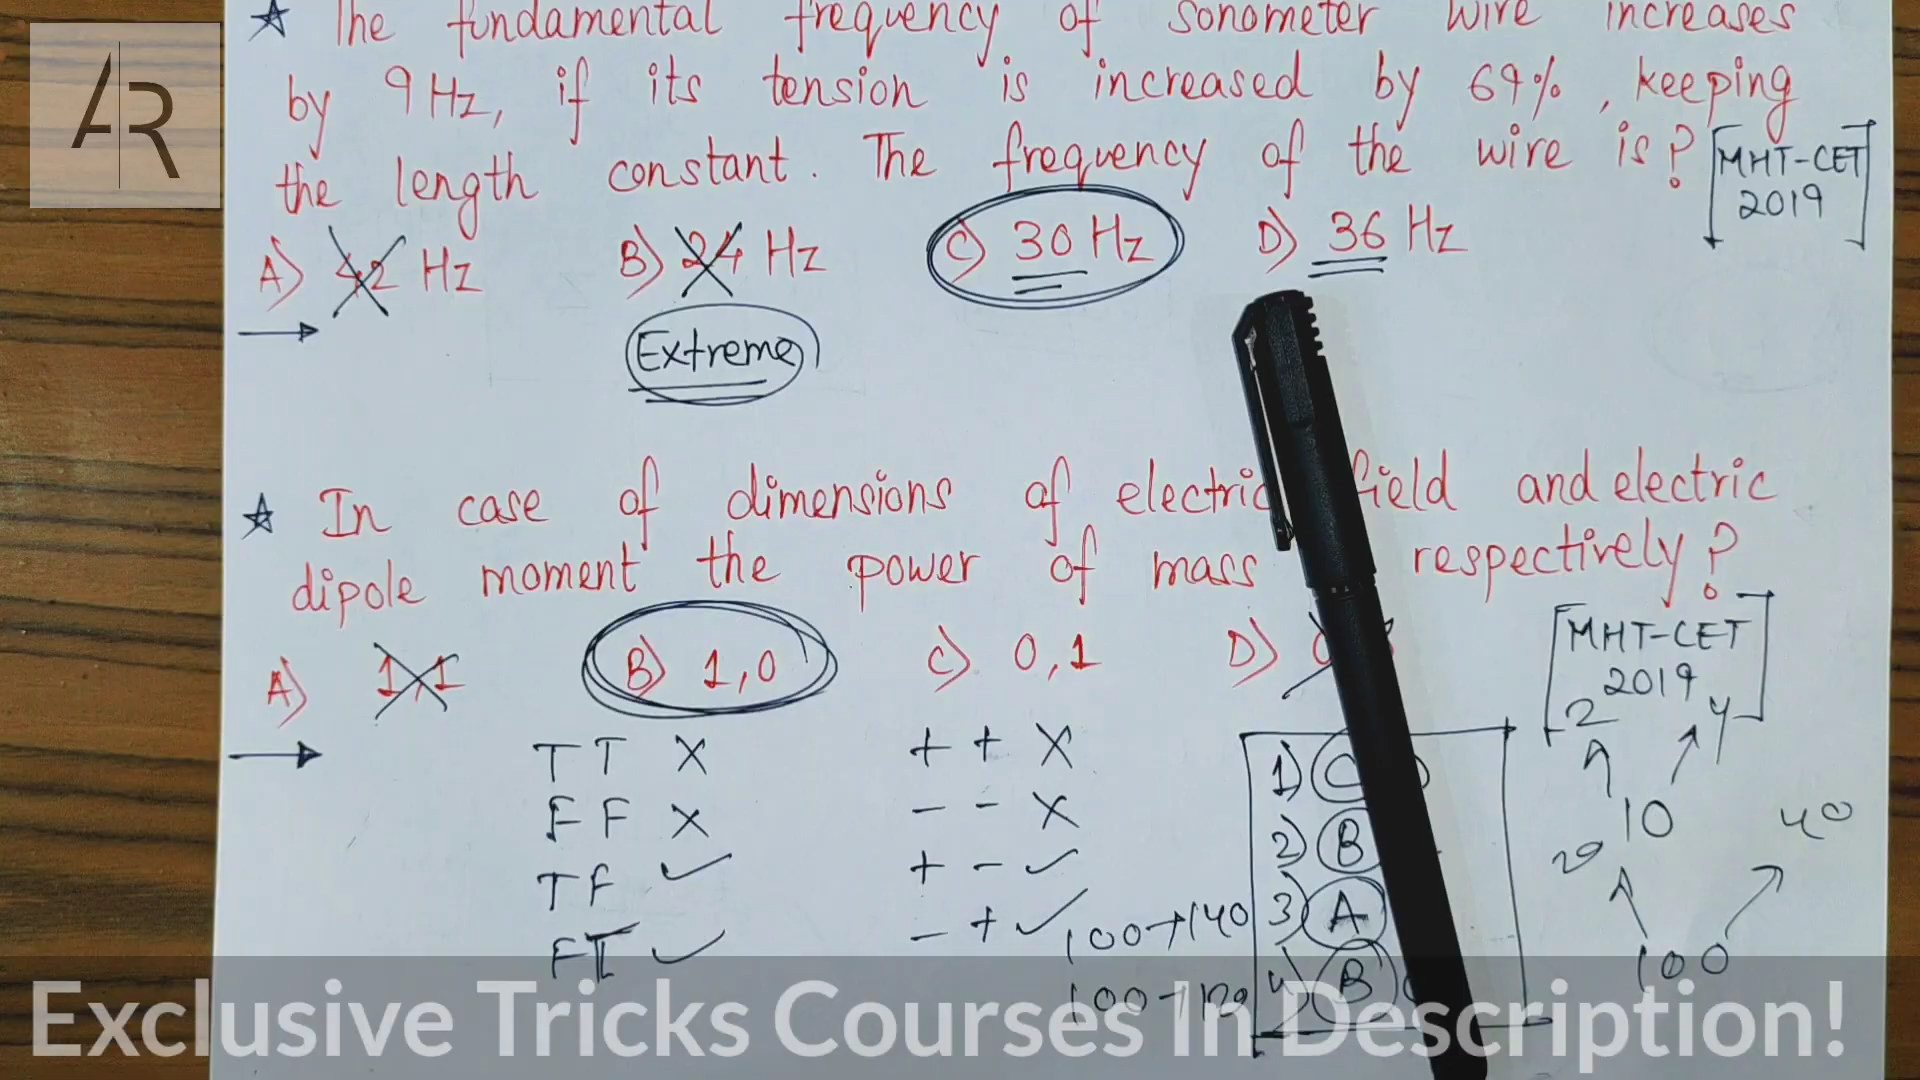 AR
The fundamental frequency of sonometer wire increases
by 9 Hz, if its tension is increased by 69%, keeping
the length constant. The frequency of the wire is?
[MHT-CET
2019]
A) 42 Hz B) 24 Hz C) 30 Hz D) 36 Hz
Extreme
In case of dimensions of electric field and electric
dipole moment the power of mass respectively?
[MHT-CET
2019]
A) 1,1 B) 1,0 C) 0,1 D)
T T X + + X
F F X - - X
T F ✓ + - ✓
F T ✓ - + ✓
100→140
100→120
1) C
2) B
3) A
4) B
2 4
10
20 40
100
Exclusive Tricks Courses In Description!